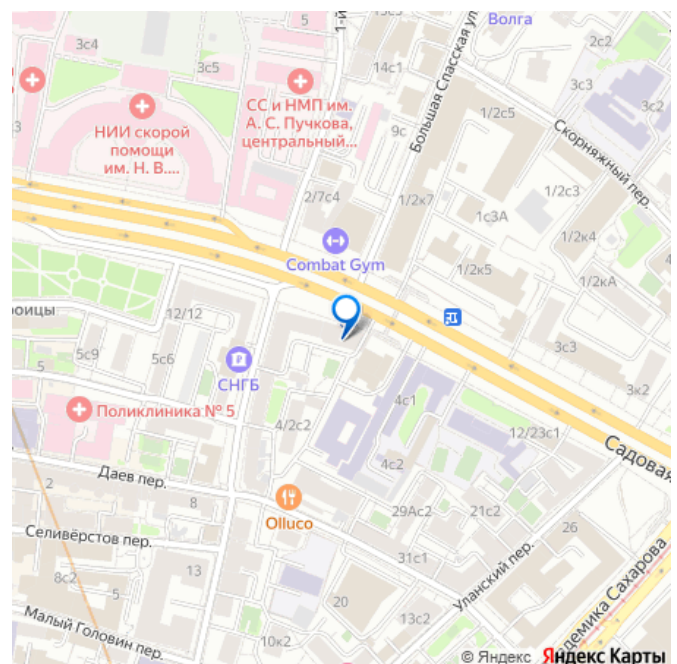 3с4
3с5
1-й
3с5
14с1
Волга
Большая Спасская ул.
2с2
3с3
3с2
1/2с5
Скорняжный пер.
9с
3
НИИ скорой
помощи
им. Н. В....
СС и НМП им.
А. С. Пучкова,
центральный...
2/7с4
1/2к7
1с3А
1/2с3
1/2к4
1/2к5
1/2кА
Combat Gym
роицы
12/12
5
5с9
5с6
СНГБ
3с3
3к2
Поликлиника № 5
4/2с2
4с1
4с2
12/23с1
Садовая
Даев пер.
2
8
Olluco
29Ас2
21с2
26
Селивёрстов пер.
31с1
Уланский пер.
8с2
13
20
13с2
10к2
Малый Головин пер.
адемика Сахарова
© Яндекс Яндекс Карты